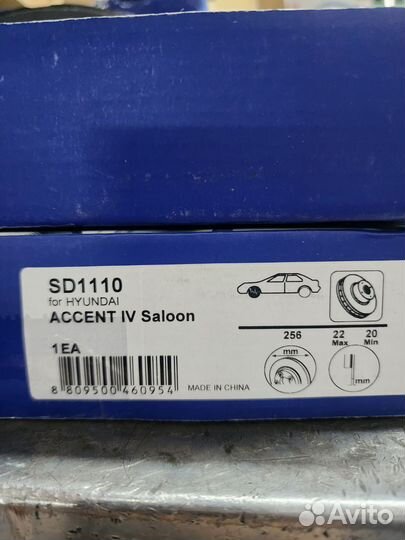 SD1110
for HYUNDAI
ACCENT IV Saloon
1EA
8 809500 460954
MADE IN CHINA
256 22 20
Max Min
mm
mm
Avito